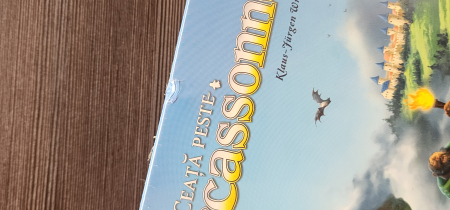 CEAȚĂ PESTE
cassonn
Klaus-Jürgen W